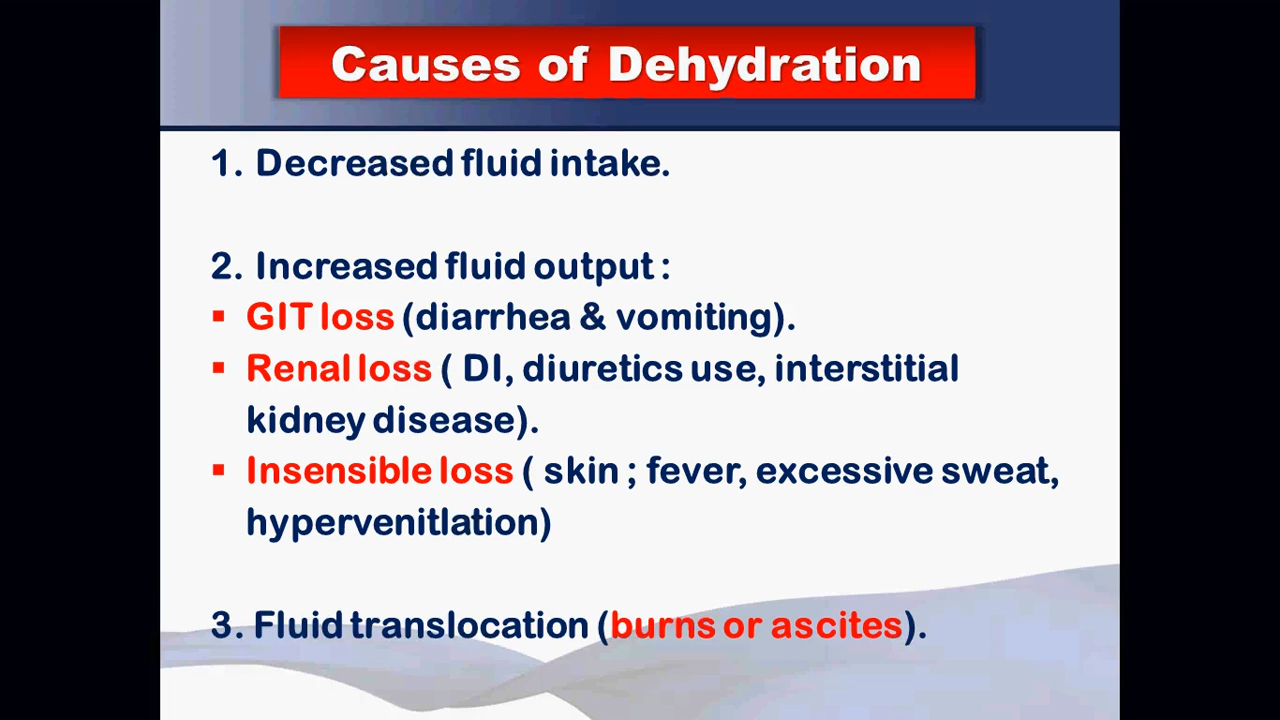 Causes of Dehydration
1. Decreased fluid intake.
2. Increased fluid output :
▪ GIT loss (diarrhea & vomiting).
▪ Renal loss ( DI, diuretics use, interstitial
kidney disease).
▪ Insensible loss ( skin ; fever, excessive sweat,
hypervenitlation)
3. Fluid translocation (burns or ascites).